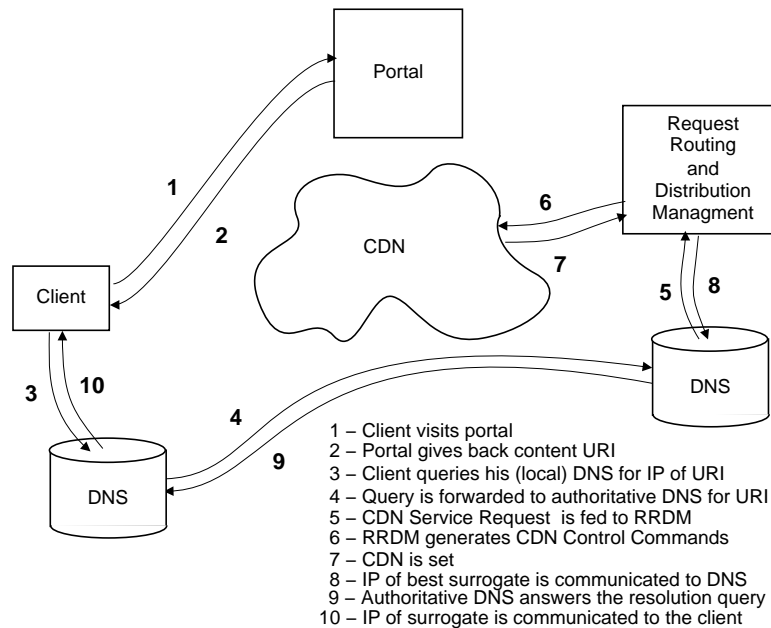 Portal
Request
Routing
and
Distribution
Managment
1
6
2
CDN
7
Client
5
8
3
10
4
DNS
9
DNS
1 – Client visits portal
2 – Portal gives back content URI
3 – Client queries his (local) DNS for IP of URI
4 – Query is forwarded to authoritative DNS for URI
5 – CDN Service Request is fed to RRDM
6 – RRDM generates CDN Control Commands
7 – CDN is set
8 – IP of best surrogate is communicated to DNS
9 – Authoritative DNS answers the resolution query
10 – IP of surrogate is communicated to the client